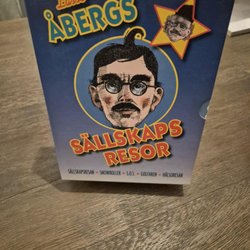 ÅBERGS
SÄLLSKAPS
RESOR
SÄLLSKAPSRESAN • SNOWROLLER • S.O.S. • GOLFAREN • HÄLSORESAN